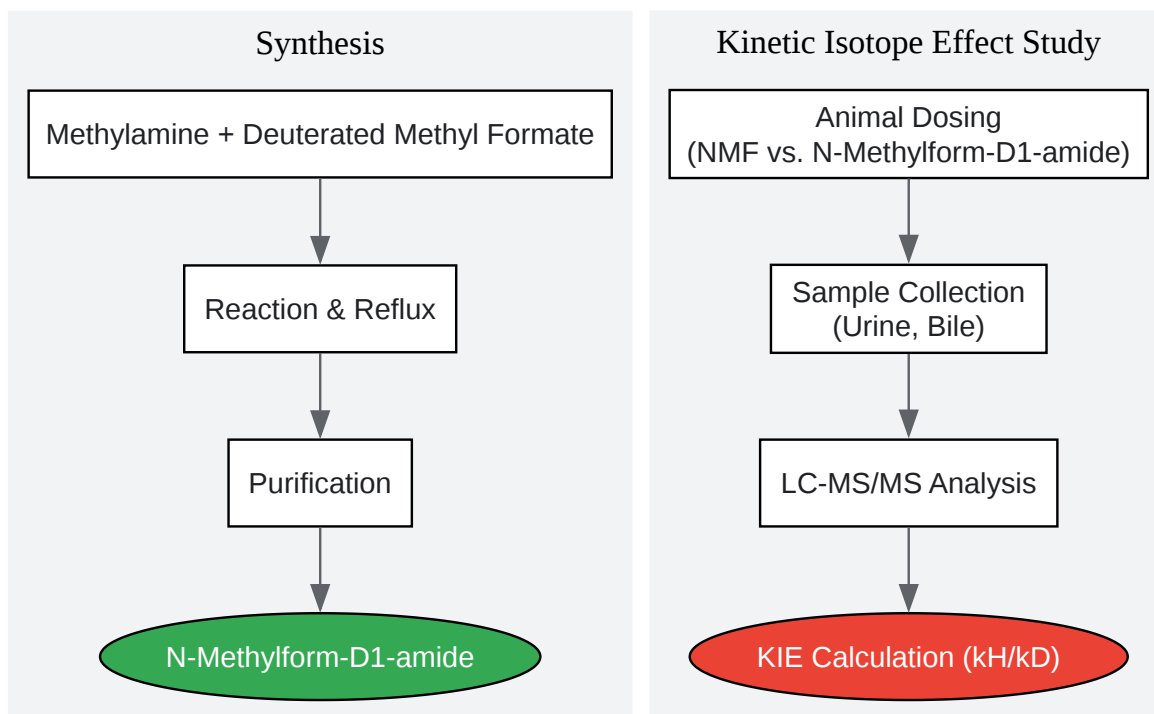 Synthesis
Methylamine + Deuterated Methyl Formate
Reaction & Reflux
Purification
N-Methylform-D1-amide
Kinetic Isotope Effect Study
Animal Dosing
(NMF vs. N-Methylform-D1-amide)
Sample Collection
(Urine, Bile)
LC-MS/MS Analysis
KIE Calculation (kH/kD)